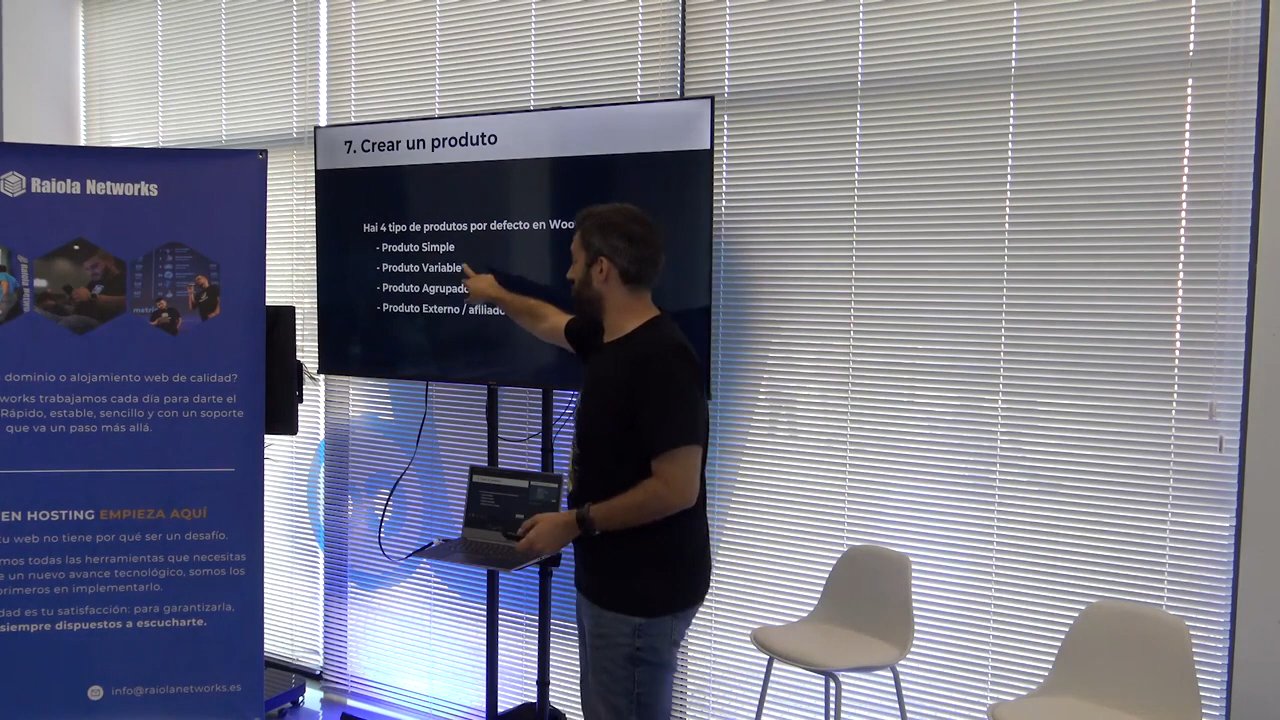 Raiola Networks
dominio o alojamiento web de calidad?
works trabajamos cada día para darte el
Rápido, estable, sencillo y con un soporte
que va un paso más allá.
EN HOSTING EMPIEZA AQUÍ
tu web no tiene por qué ser un desafío.
mos todas las herramientas que necesitas
e un nuevo avance tecnológico, somos los
primeros en implementarlo.
dad es tu satisfacción: para garantizarla,
siempre dispuestos a escucharte.
info@raiolanetworks.es
7. Crear un produto
Hai 4 tipo de produtos por defecto en Woo
- Produto Simple
- Produto Variable
- Produto Agrupad
- Produto Externo / afiliado